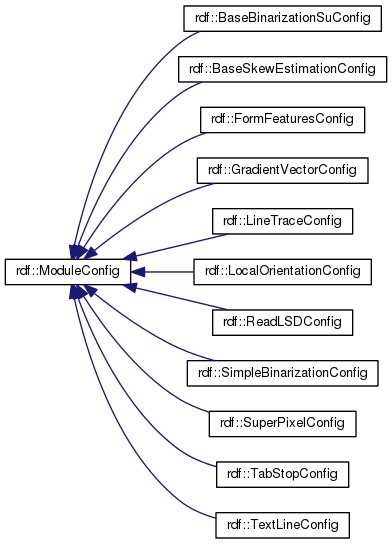 rdf::BaseBinarizationSuConfig
rdf::BaseSkewEstimationConfig
rdf::FormFeaturesConfig
rdf::GradientVectorConfig
rdf::LineTraceConfig
rdf::ModuleConfig
rdf::LocalOrientationConfig
rdf::ReadLSDConfig
rdf::SimpleBinarizationConfig
rdf::SuperPixelConfig
rdf::TabStopConfig
rdf::TextLineConfig